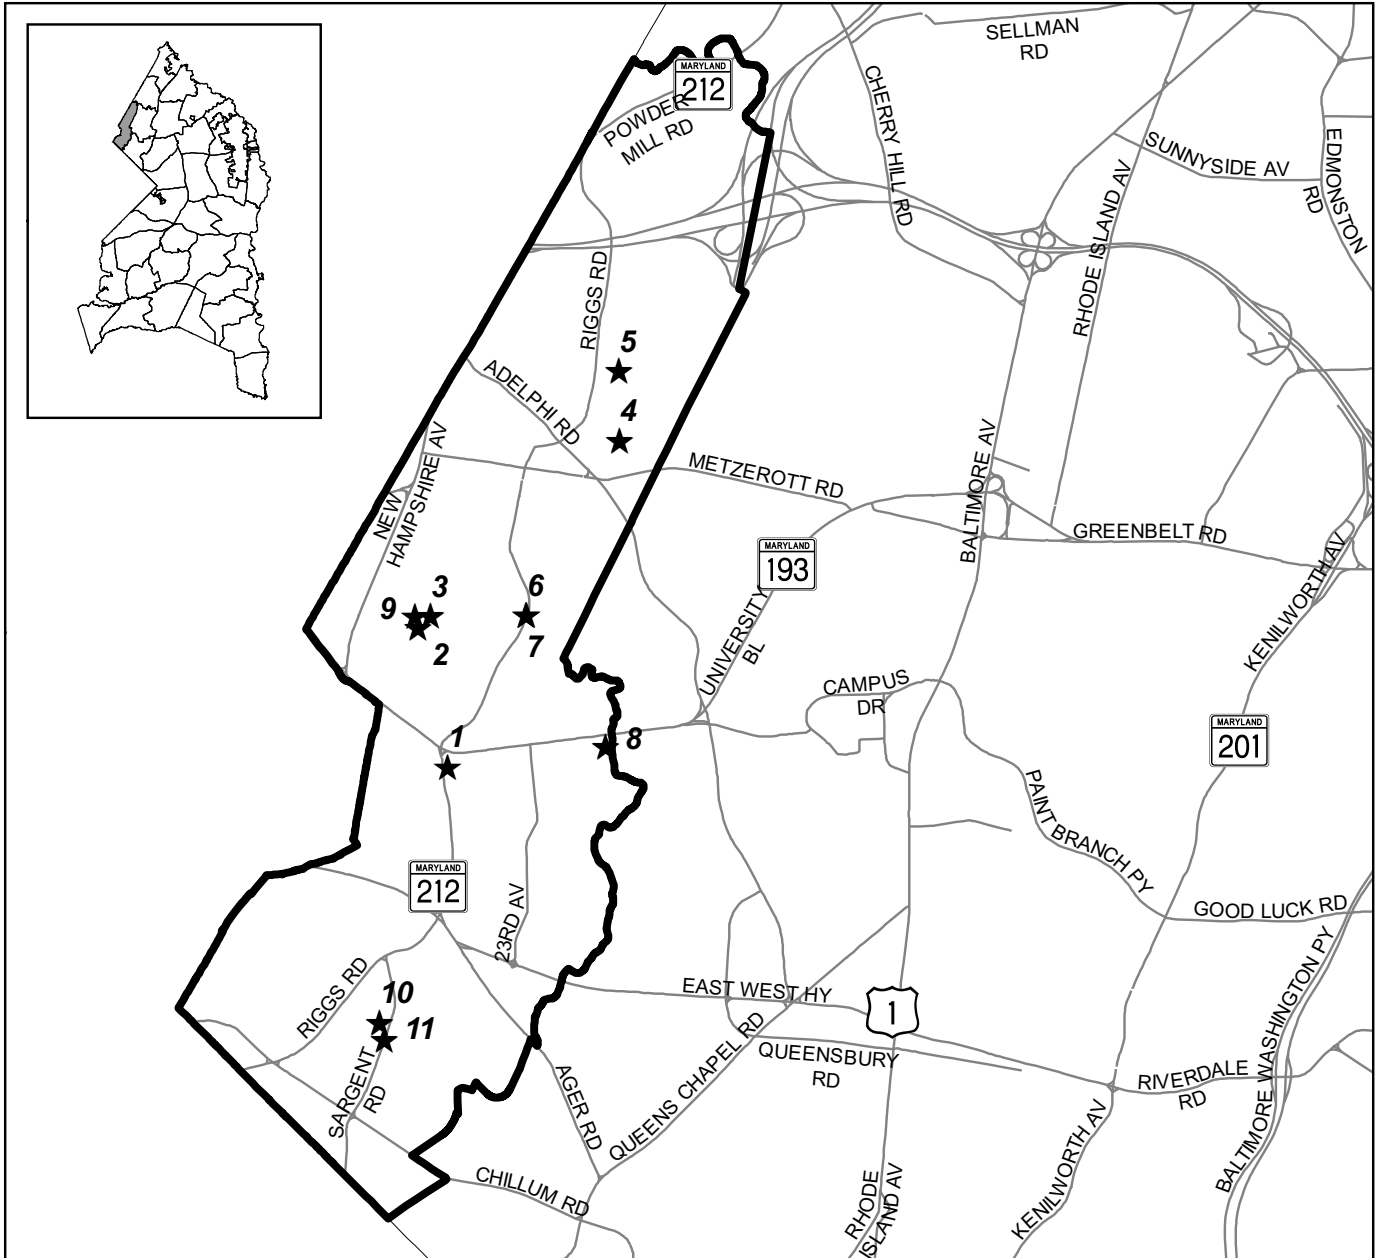 SELLMAN
RD
MARYLAND
212
POWDER
MILL RD
CHERRY HILL RD
SUNNYSIDE AV
EDMONSTON
RD
RHODE ISLAND AV
RIGGS RD
5
4
ADELPHI RD
NEW
HAMPSHIRE AV
METZEROTT RD
BALTIMORE AV
GREENBELT RD
MARYLAND
193
KENILWORTH AV
9
3
2
6
7
UNIVERSITY
BL
CAMPUS
DR
MARYLAND
201
1
8
PAINT BRANCH PY
MARYLAND
212
23RD AV
GOOD LUCK RD
BALTIMORE WASHINGTON PY
EAST WEST HY
1
RIGGS RD
10
11
SARGENT
RD
QUEENSBURY
RD
RIVERDALE
RD
AGER RD
QUEENS CHAPEL RD
KENILWORTH AV
CHILLUM RD
RHODE
ISLAND AV